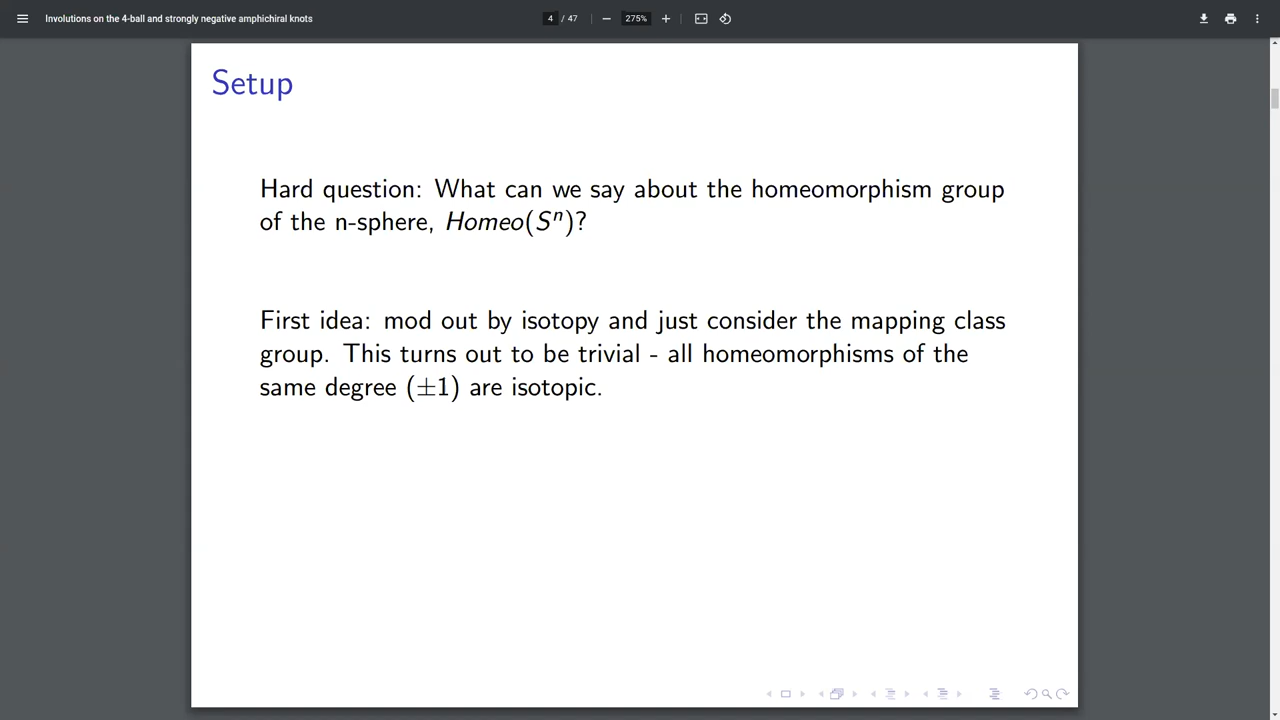 Involutions on the 4-ball and strongly negative amphichiral knots
4 / 47
275%
Setup
Hard question: What can we say about the homeomorphism group
of the n-sphere, Homeo(Sⁿ)?
First idea: mod out by isotopy and just consider the mapping class
group. This turns out to be trivial - all homeomorphisms of the
same degree (±1) are isotopic.